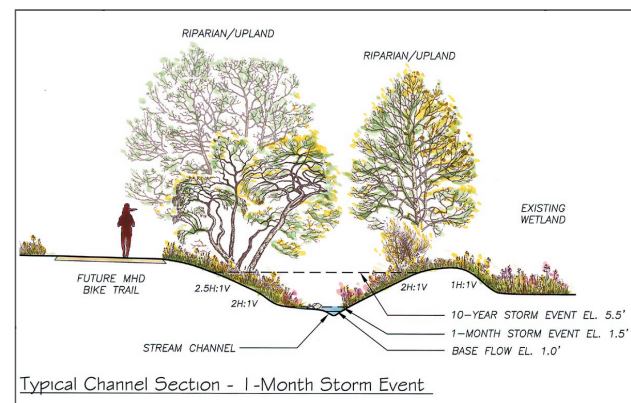 RIPARIAN/UPLAND
RIPARIAN/UPLAND
EXISTING
WETLAND
FUTURE MHD
BIKE TRAIL
2.5H:1V
2H:1V
2H:1V
1H:1V
10-YEAR STORM EVENT EL. 5.5'
1-MONTH STORM EVENT EL. 1.5'
STREAM CHANNEL
BASE FLOW EL. 1.0'
Typical Channel Section - 1-Month Storm Event